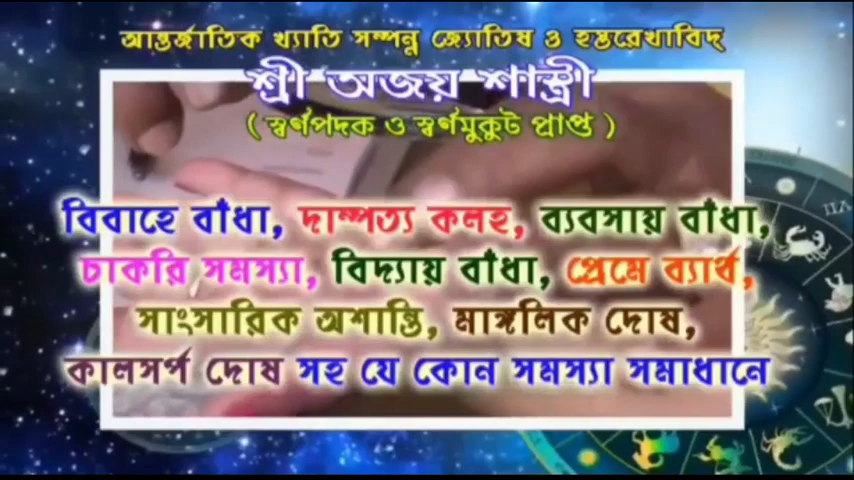 আন্তর্জাতিক খ্যাতি সম্পন্ন জ্যোতিষ ও হস্তরেখাবিদ্
শ্রী অজয় শাস্ত্রী
( স্বর্ণপদক ও স্বর্ণমুকুট প্রাপ্ত )
বিবাহে বাঁধা, দাম্পত্য কলহ, ব্যবসায় বাঁধা,
চাকরি সমস্যা, বিদ্যায় বাঁধা, প্রেমে ব্যার্থ,
সাংসারিক অশান্তি, মাঙ্গলিক দোষ,
কালসর্প দোষ সহ যে কোন সমস্যা সমাধানে